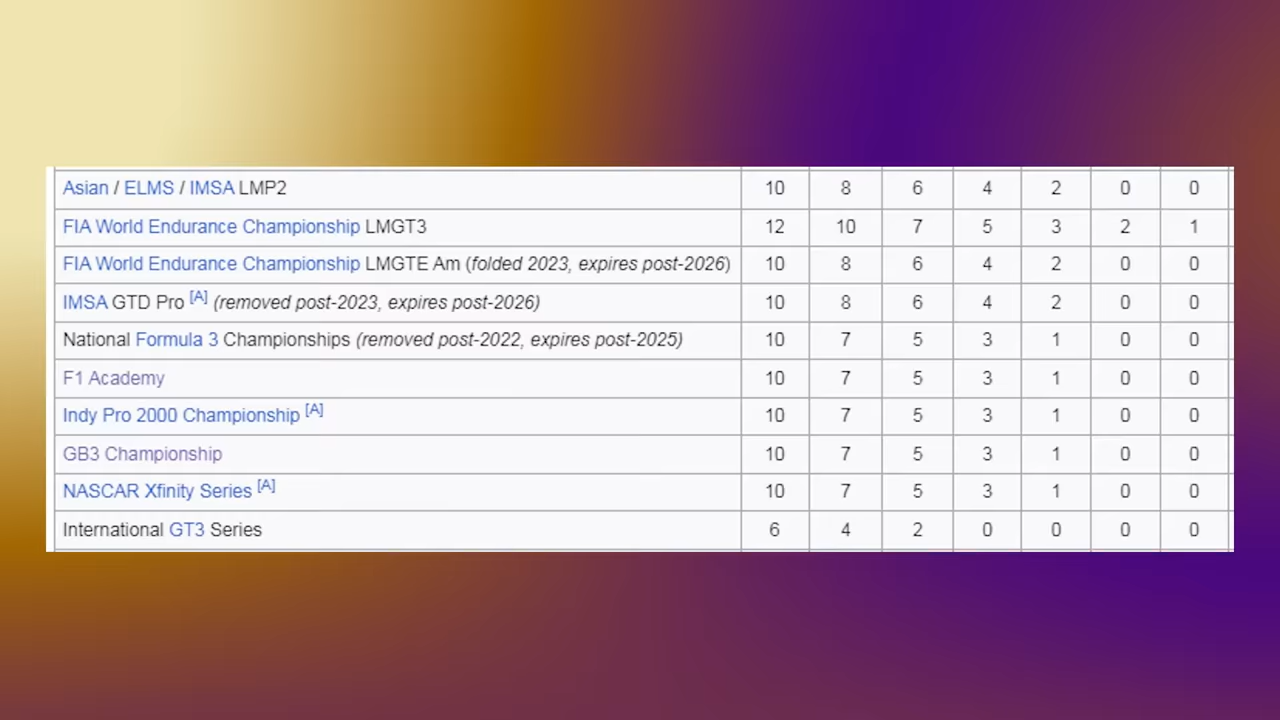 Asian / ELMS / IMSA LMP2 10 8 6 4 2 0 0
FIA World Endurance Championship LMGT3 12 10 7 5 3 2 1
FIA World Endurance Championship LMGTE Am (folded 2023, expires post-2026) 10 8 6 4 2 0 0
IMSA GTD Pro [A] (removed post-2023, expires post-2026) 10 8 6 4 2 0 0
National Formula 3 Championships (removed post-2022, expires post-2025) 10 7 5 3 1 0 0
F1 Academy 10 7 5 3 1 0 0
Indy Pro 2000 Championship [A] 10 7 5 3 1 0 0
GB3 Championship 10 7 5 3 1 0 0
NASCAR Xfinity Series [A] 10 7 5 3 1 0 0
International GT3 Series 6 4 2 0 0 0 0